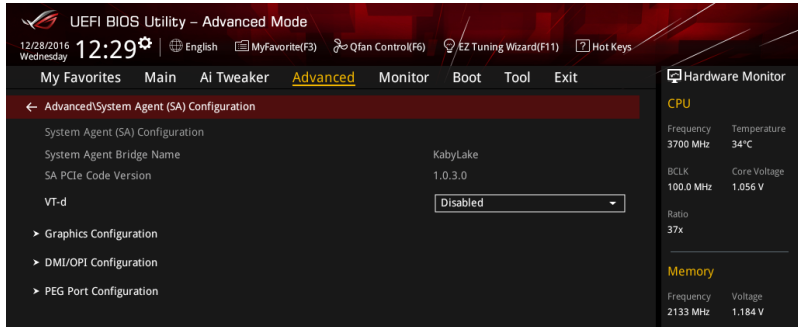 UEFI BIOS Utility – Advanced Mode
12/28/2016 Wednesday 12:29 English MyFavorite(F3) Qfan Control(F6) EZ Tuning Wizard(F11) ? Hot Keys
My Favorites Main Ai Tweaker Advanced Monitor Boot Tool Exit
Advanced\System Agent (SA) Configuration
System Agent (SA) Configuration
System Agent Bridge Name KabyLake
SA PCIe Code Version 1.0.3.0
VT-d Disabled
Graphics Configuration
DMI/OPI Configuration
PEG Port Configuration
Hardware Monitor
CPU
Frequency Temperature
3700 MHz 34°C
BCLK Core Voltage
100.0 MHz 1.056 V
Ratio
37x
Memory
Frequency Voltage
2133 MHz 1.184 V